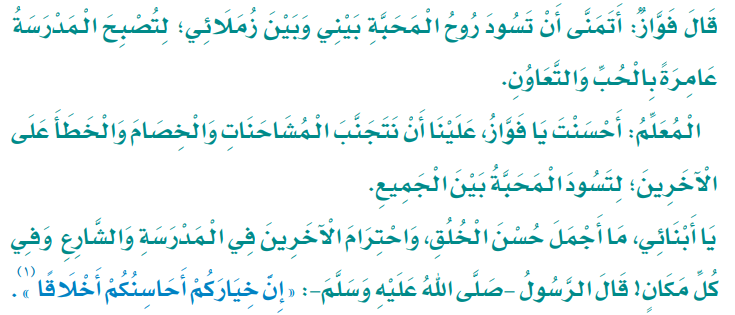 قَالَ فَوَّازٌ: أَتَمَنَّى أَنْ تَسُودَ رُوحُ الْمَحَبَّةِ بَيْنِي وَبَيْنَ زُمَلَائِي؛ لِتُصْبِحَ الْمَدْرَسَةُ
عَامِرَةً بِالْحُبِّ وَالتَّعَاوُنِ.
الْمُعَلِّمُ: أَحْسَنْتَ يَا فَوَّازُ، عَلَيْنَا أَنْ نَتَجَنَّبَ الْمُشَاحَنَاتِ وَالْخِصَامَ وَالْخَطَأَ عَلَى
الْآخَرِينَ؛ لِتَسُودَ الْمَحَبَّةُ بَيْنَ الْجَمِيعِ.
يَا أَبْنَائِي، مَا أَجْمَلَ حُسْنَ الْخُلُقِ، وَاحْتِرَامَ الْآخَرِينَ فِي الْمَدْرَسَةِ وَالشَّارِعِ وَفِي
كُلِّ مَكَانٍ! قَالَ الرَّسُولُ -صَلَّى اللهُ عَلَيْهِ وَسَلَّمَ-: «إِنّ خِيَارَكُمْ أَحَاسِنُكُمْ أَخْلَاقًا(١)».